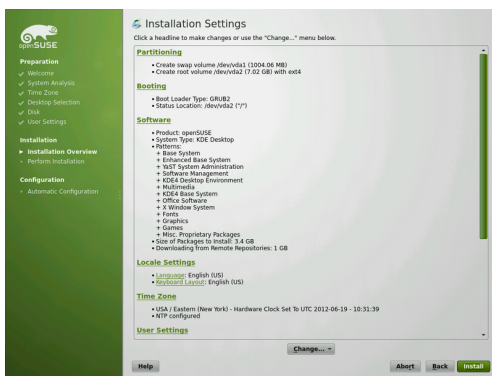 openSUSE
Preparation
Welcome
System Analysis
Time Zone
Desktop Selection
Disk
User Settings
Installation
Installation Overview
Perform Installation
Configuration
Automatic Configuration
Installation Settings
Click a headline to make changes or use the "Change..." menu below.
Partitioning
• Create swap volume /dev/vda1 (1004.06 MB)
• Create root volume /dev/vda2 (7.02 GB) with ext4
Booting
• Boot Loader Type: GRUB2
• Status Location: /dev/vda2 ("/")
Software
• Product: openSUSE
• System Type: KDE Desktop
• Patterns:
+ Base System
+ Enhanced Base System
+ YaST System Administration
+ Software Management
+ KDE4 Desktop Environment
+ Multimedia
+ KDE4 Base System
+ Office Software
+ X Window System
+ Fonts
+ Graphics
+ Games
+ Misc. Proprietary Packages
• Size of Packages to Install: 3.4 GB
• Downloading from Remote Repositories: 1 GB
Locale Settings
• Language: English (US)
• Keyboard Layout: English (US)
Time Zone
• USA / Eastern (New York) - Hardware Clock Set To UTC 2012-06-19 - 10:31:39
• NTP configured
User Settings
Change...
Help
Abort
Back
Install